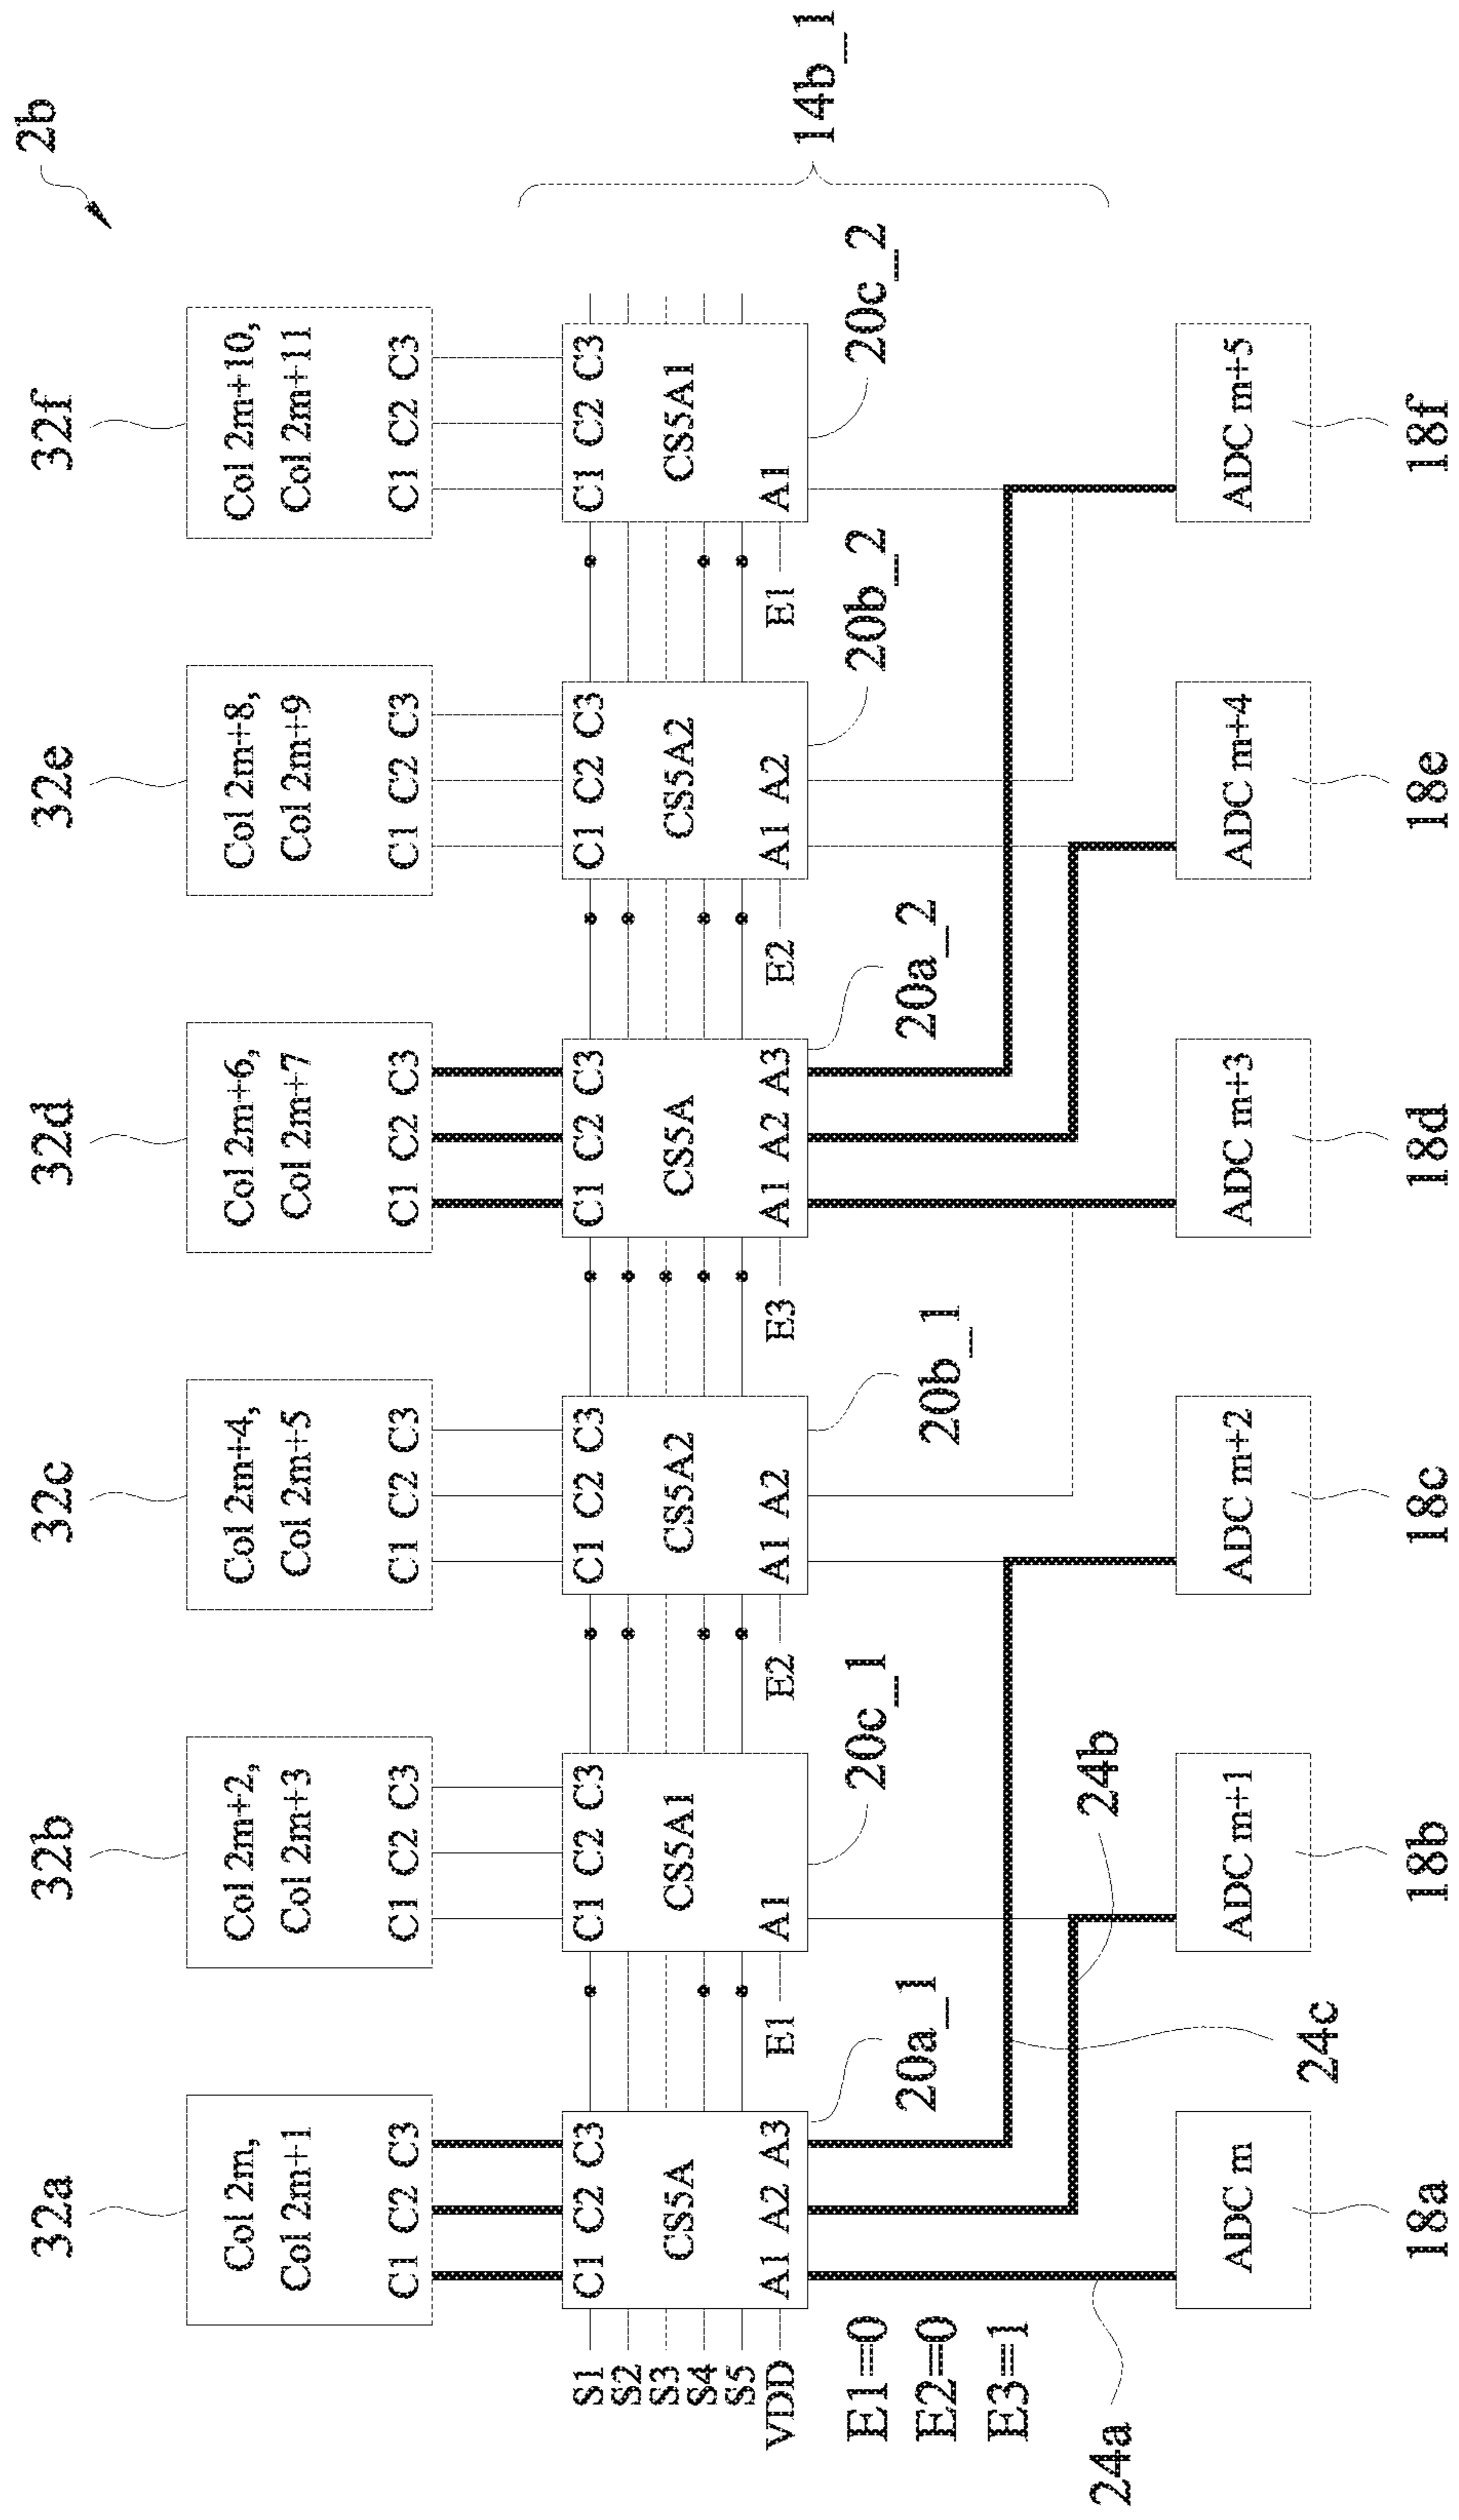 2b
32a
32b
32c
32d
32e
32f
Col 2m,
Col 2m+1
C1 C2 C3
Col 2m+2,
Col 2m+3
C1 C2 C3
Col 2m+4,
Col 2m+5
C1 C2 C3
Col 2m+6,
Col 2m+7
C1 C2 C3
Col 2m+8,
Col 2m+9
C1 C2 C3
Col 2m+10,
Col 2m+11
C1 C2 C3
S1
S2
S3
S4
S5
VDD
C1 C2 C3
CS5A
A1 A2 A3
E1
C1 C2 C3
CS5A1
A1
E2
C1 C2 C3
CS5A2
A1 A2
E3
C1 C2 C3
CS5A
A1 A2 A3
E2
C1 C2 C3
CS5A2
A1 A2
E1
C1 C2 C3
CS5A1
A1
14b_1
E1=0
E2=0
E3=1
20a_1
20c_1
20b_1
20a_2
20b_2
20c_2
24a
24c
24b
ADC m
ADC m+1
ADC m+2
ADC m+3
ADC m+4
ADC m+5
18a
18b
18c
18d
18e
18f